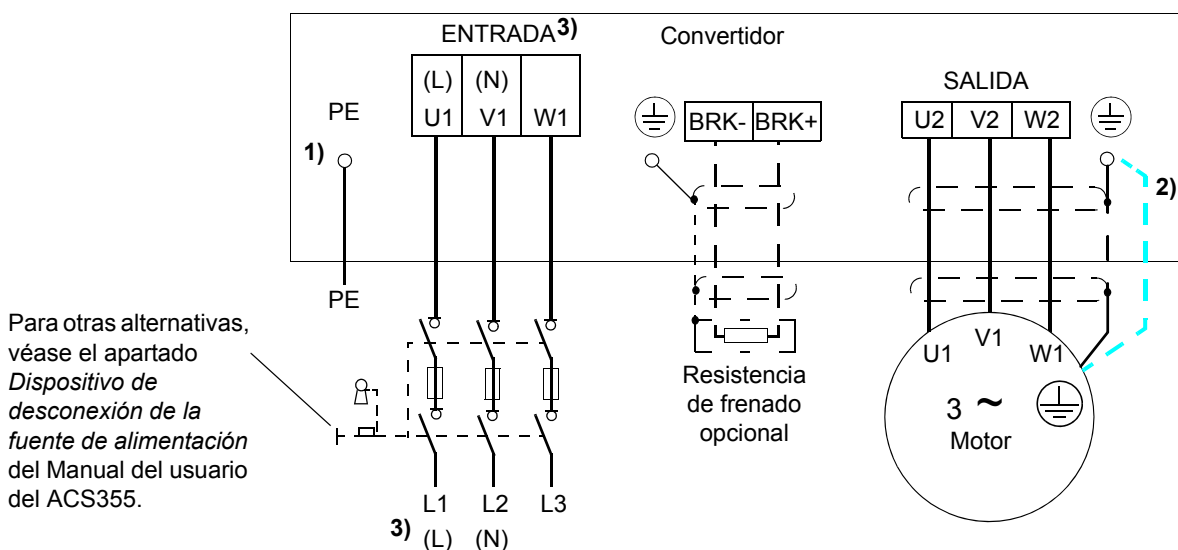 ENTRADA3)
Convertidor
(L) (N)
U1 V1 W1
PE
1)
BRK- BRK+
SALIDA
U2 V2 W2
2)
PE
Para otras alternativas,
véase el apartado
Dispositivo de
desconexión de la
fuente de alimentación
del Manual del usuario
del ACS355.
Resistencia
de frenado
opcional
U1 V1 W1
3 ~
Motor
L1 L2 L3
3) (L) (N)